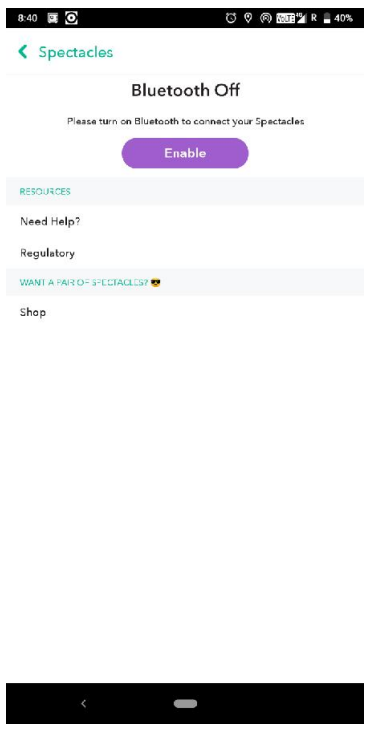 8:40 R 40%
Spectacles
Bluetooth Off
Please turn on Bluetooth to connect your Spectacles
Enable
RESOURCES
Need Help?
Regulatory
WANT A PAIR OF SPECTACLES? 😎
Shop